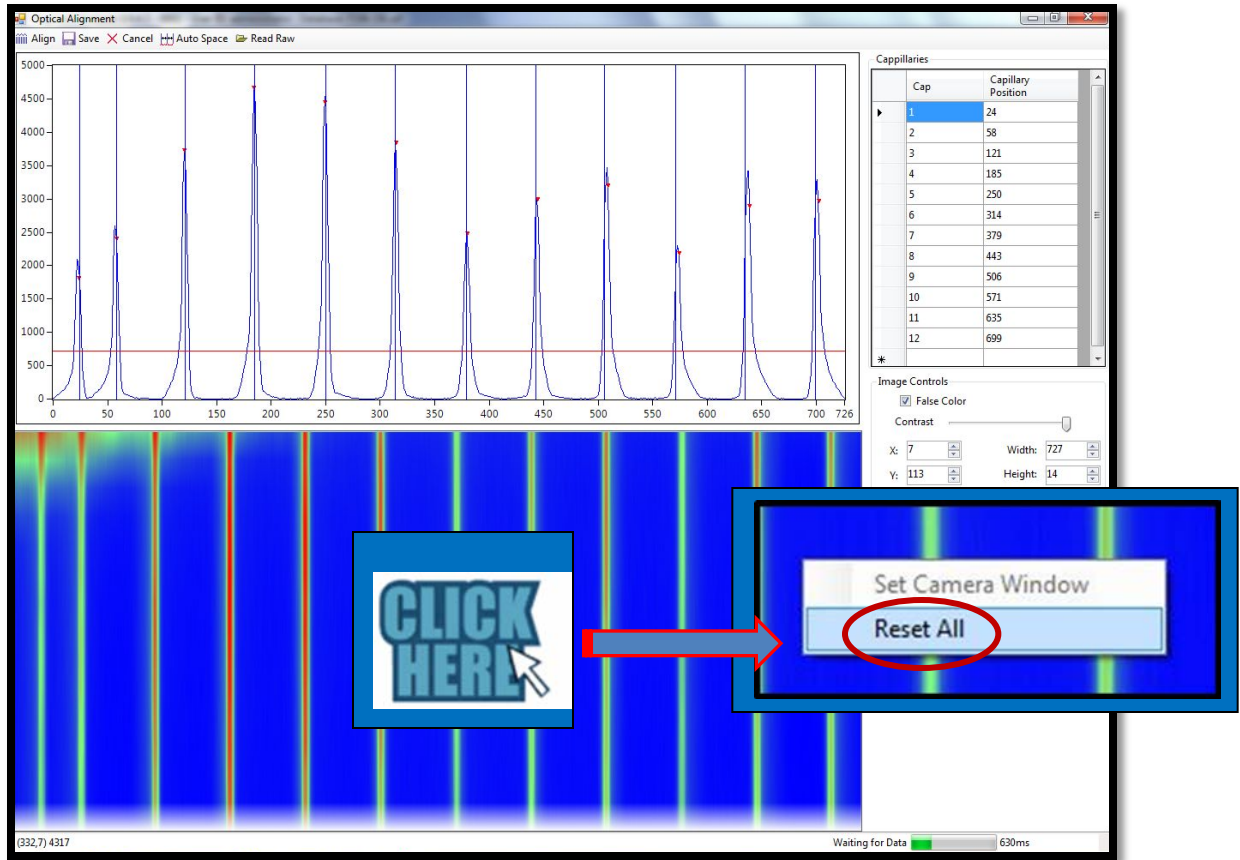 Optical Alignment
Align Save Cancel Auto Space Read Raw
5000
4500
4000
3500
3000
2500
2000
1500
1000
500
0
0 50 100 150 200 250 300 350 400 450 500 550 600 650 700 726
Cappillaries
Cap Capillary Position
1 24
2 58
3 121
4 185
5 250
6 314
7 379
8 443
9 506
10 571
11 635
12 699
Image Controls
False Color
Contrast
X: 7 Width: 727
Y: 113 Height: 14
CLICK
HERE
Set Camera Window
Reset All
(332,7) 4317
Waiting for Data 630ms